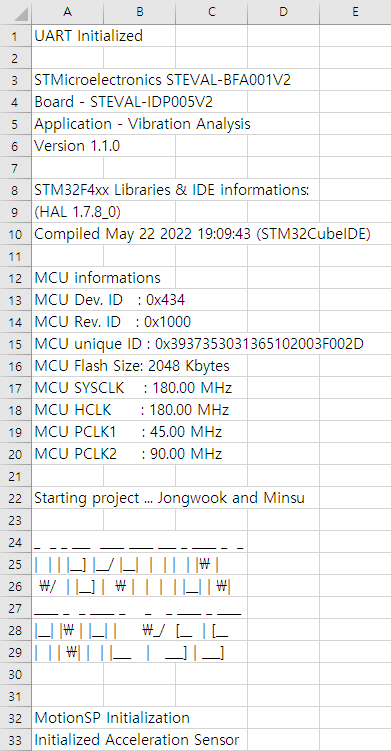 A B C D E
1 UART Initialized
2
3 STMicroelectronics STEVAL-BFA001V2
4 Board - STEVAL-IDP005V2
5 Application - Vibration Analysis
6 Version 1.1.0
7
8 STM32F4xx Libraries & IDE informations:
9 (HAL 1.7.8_0)
10 Compiled May 22 2022 19:09:43 (STM32CubeIDE)
11
12 MCU informations
13 MCU Dev. ID : 0x434
14 MCU Rev. ID : 0x1000
15 MCU unique ID : 0x3937353031365102003F002D
16 MCU Flash Size: 2048 Kbytes
17 MCU SYSCLK : 180.00 MHz
18 MCU HCLK : 180.00 MHz
19 MCU PCLK1 : 45.00 MHz
20 MCU PCLK2 : 90.00 MHz
21
22 Starting project ... Jongwook and Minsu
23
24 _ _ _ ___ ____ ___ ___ _ ____ _ _
25 | | | |__] |__/ |__| | | | | | |₩ |
26 ₩/ | |__] | ₩ | | | | | |__| | ₩|
27 ____ _ _ ____ _ _ _ ____ _ ____
28 |__| |₩ | |__| | ₩_/ [__ | [__
29 | | | ₩| | | |___ | ___] | ___]
30
31
32 MotionSP Initialization
33 Initialized Acceleration Sensor